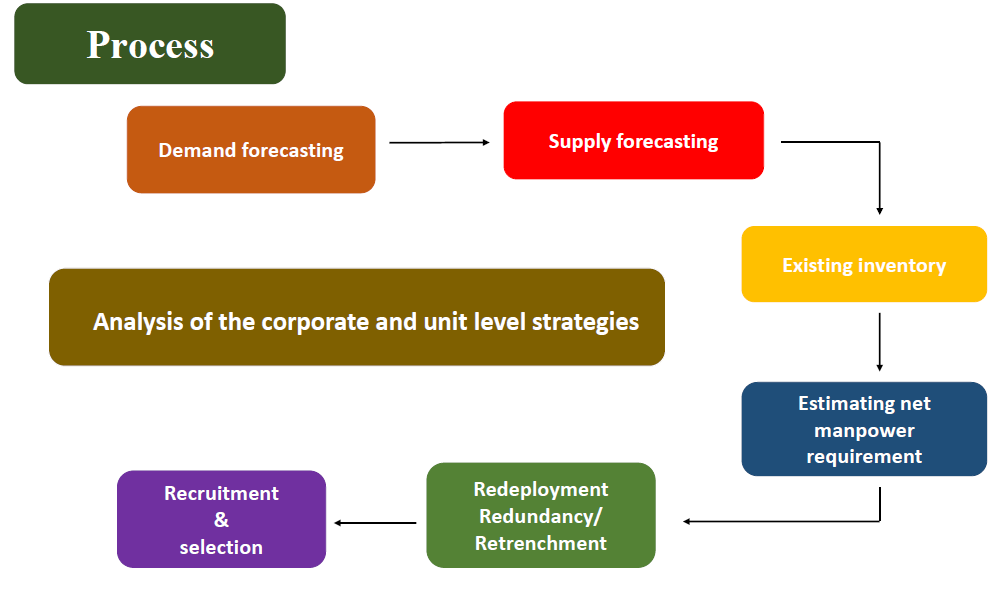 Process
Demand forecasting
Supply forecasting
Existing inventory
Analysis of the corporate and unit level strategies
Estimating net
manpower
requirement
Redeployment
Redundancy/
Retrenchment
Recruitment
&
selection